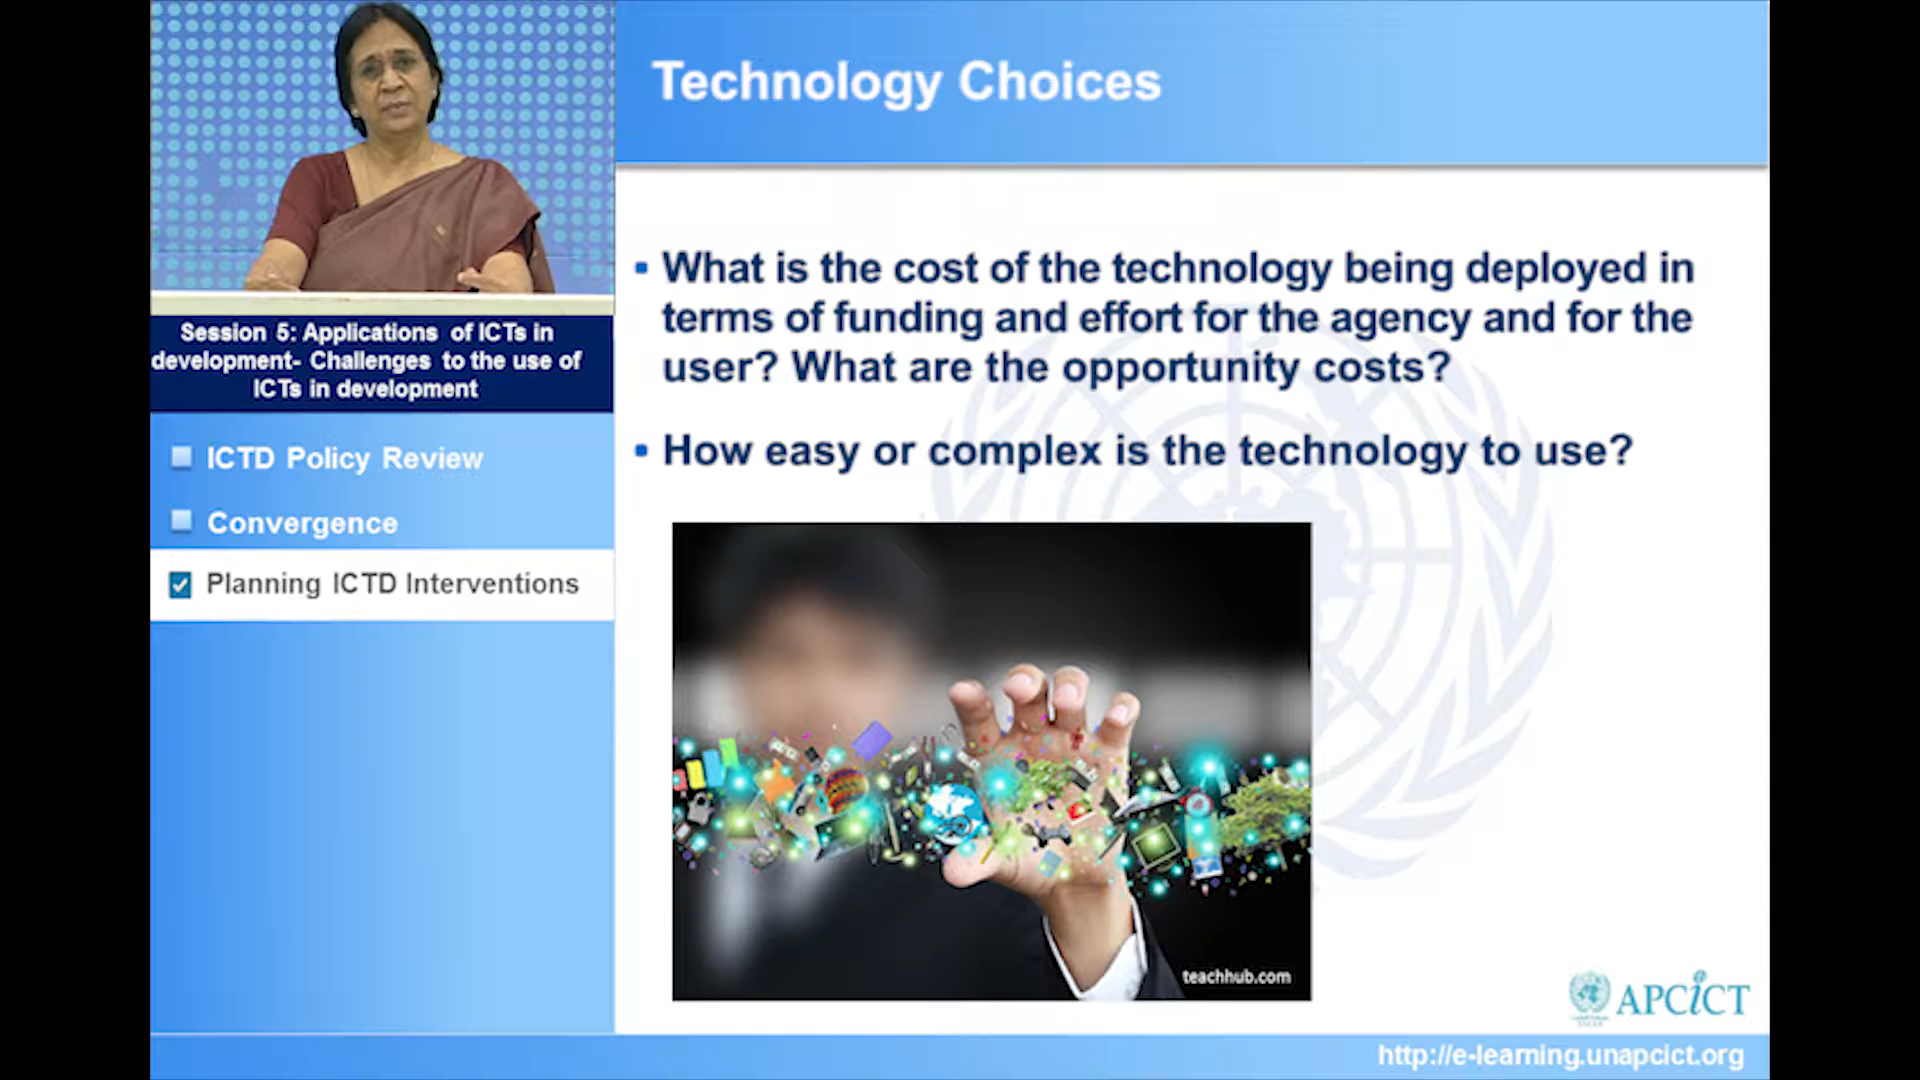 Technology Choices
▪ What is the cost of the technology being deployed in
terms of funding and effort for the agency and for the
user? What are the opportunity costs?
▪ How easy or complex is the technology to use?
Session 5: Applications of ICTs in
development- Challenges to the use of
ICTs in development
ICTD Policy Review
Convergence
Planning ICTD Interventions
teachhub.com
APCICT
http://e-learning.unapcict.org